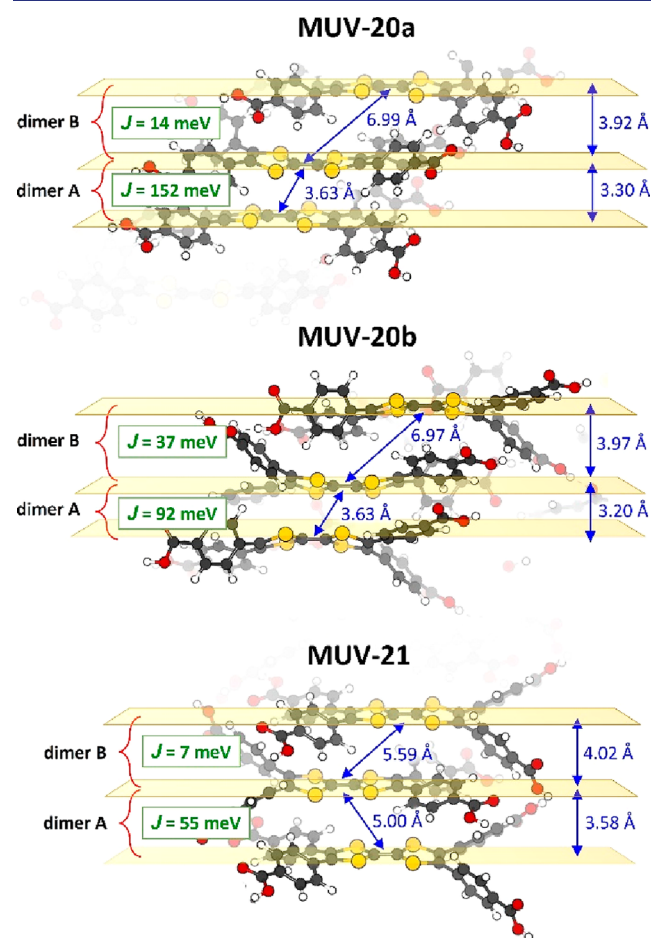 MUV-20a
dimer B
J = 14 meV
6.99 Å
3.92 Å
dimer A
J = 152 meV
3.63 Å
3.30 Å
MUV-20b
dimer B
J = 37 meV
6.97 Å
3.97 Å
dimer A
J = 92 meV
3.63 Å
3.20 Å
MUV-21
dimer B
J = 7 meV
5.59 Å
4.02 Å
dimer A
J = 55 meV
5.00 Å
3.58 Å